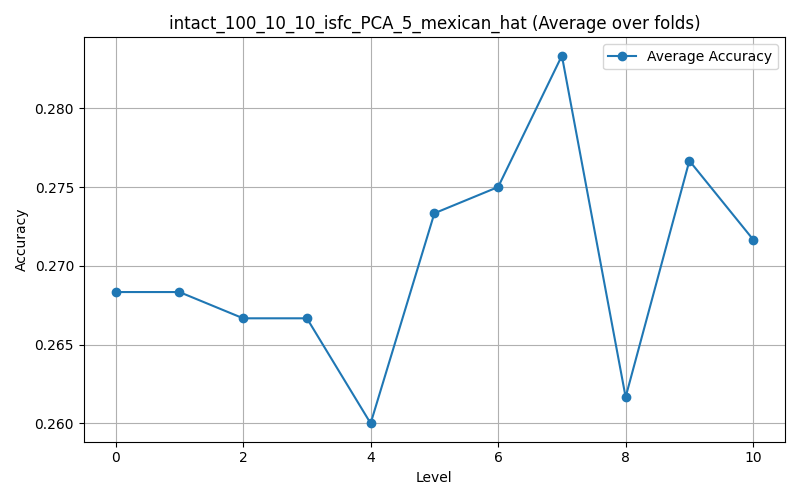 intact_100_10_10_isfc_PCA_5_mexican_hat (Average over folds)
Average Accuracy
0.280
0.275
0.270
0.265
0.260
Accuracy
0 2 4 6 8 10
Level